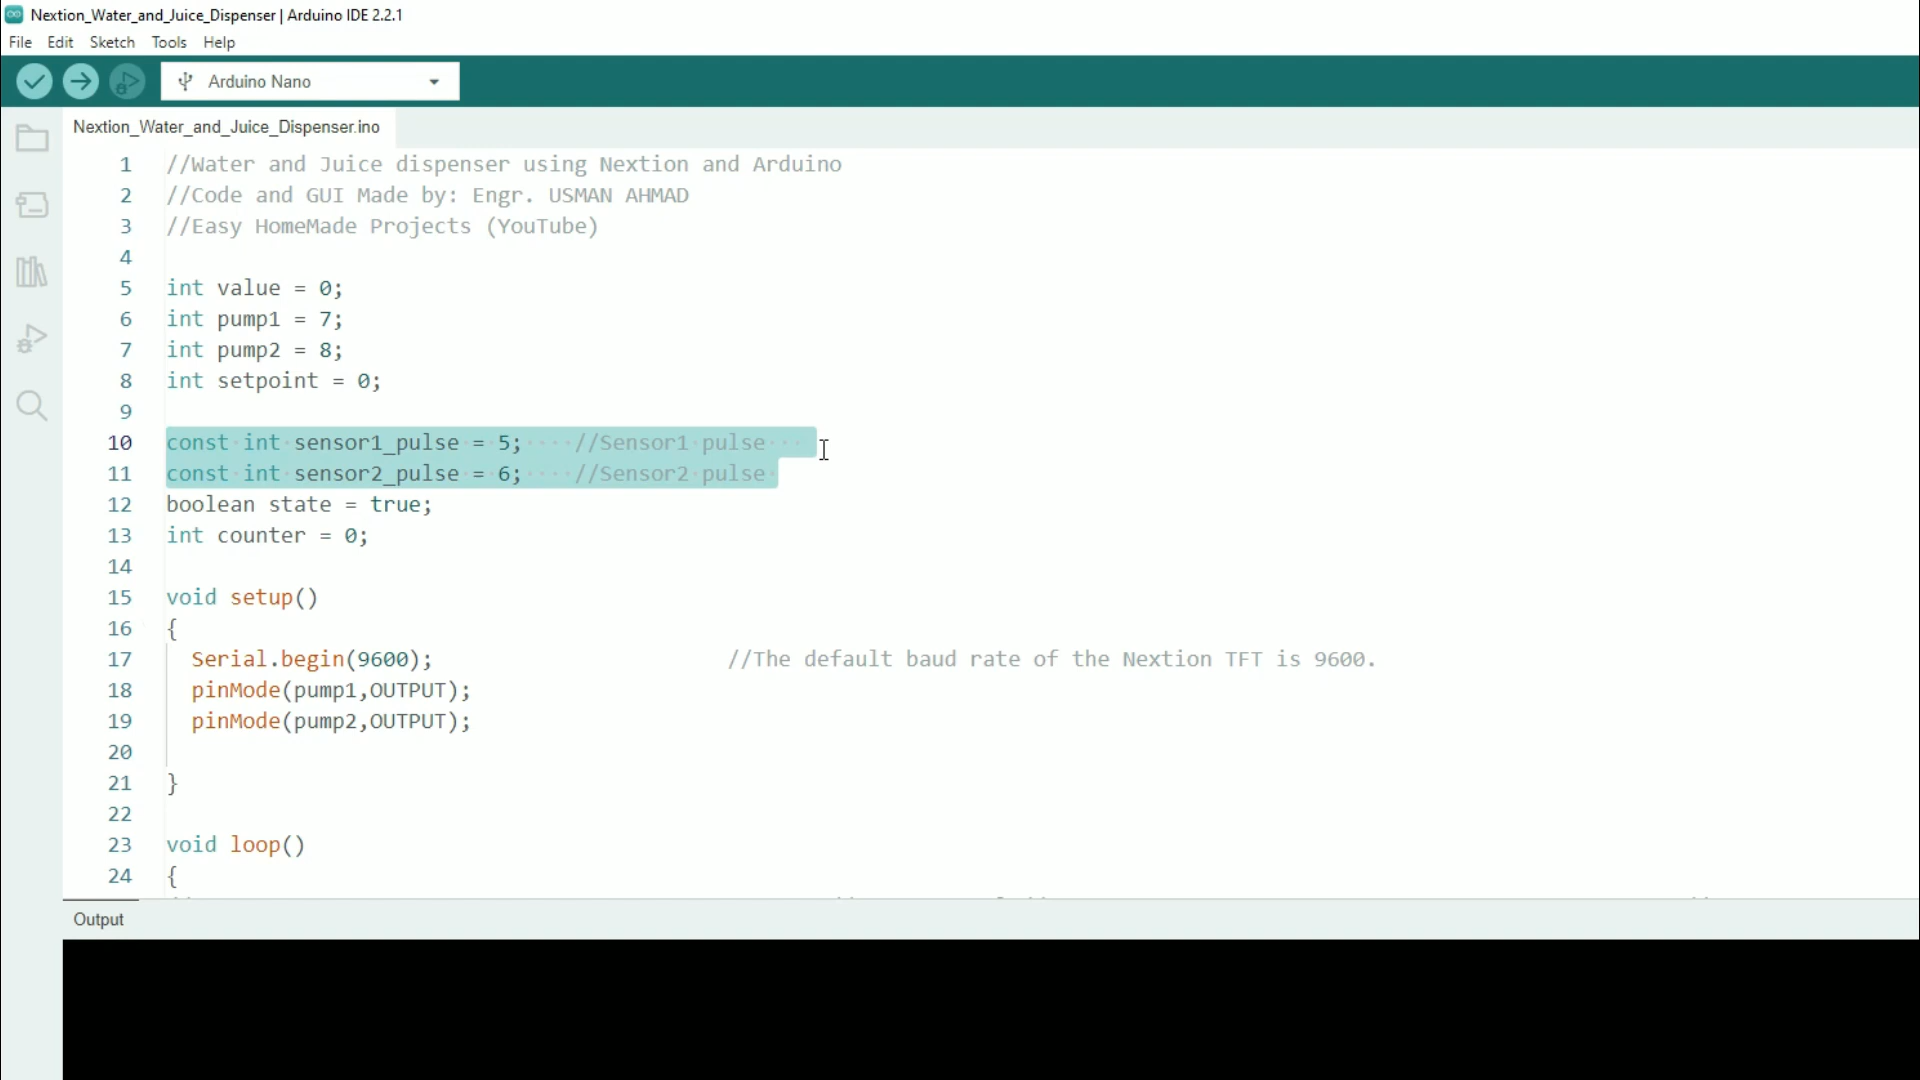 Nextion_Water_and_Juice_Dispenser | Arduino IDE 2.2.1
File Edit Sketch Tools Help
Arduino Nano
Nextion_Water_and_Juice_Dispenser.ino
1 //Water and Juice dispenser using Nextion and Arduino
2 //Code and GUI Made by: Engr. USMAN AHMAD
3 //Easy HomeMade Projects (YouTube)
4
5 int value = 0;
6 int pump1 = 7;
7 int pump2 = 8;
8 int setpoint = 0;
9
10 const int sensor1_pulse = 5; //Sensor1 pulse
11 const int sensor2_pulse = 6; //Sensor2 pulse
12 boolean state = true;
13 int counter = 0;
14
15 void setup()
16 {
17 Serial.begin(9600); //The default baud rate of the Nextion TFT is 9600.
18 pinMode(pump1,OUTPUT);
19 pinMode(pump2,OUTPUT);
20
21 }
22
23 void loop()
24 {
Output